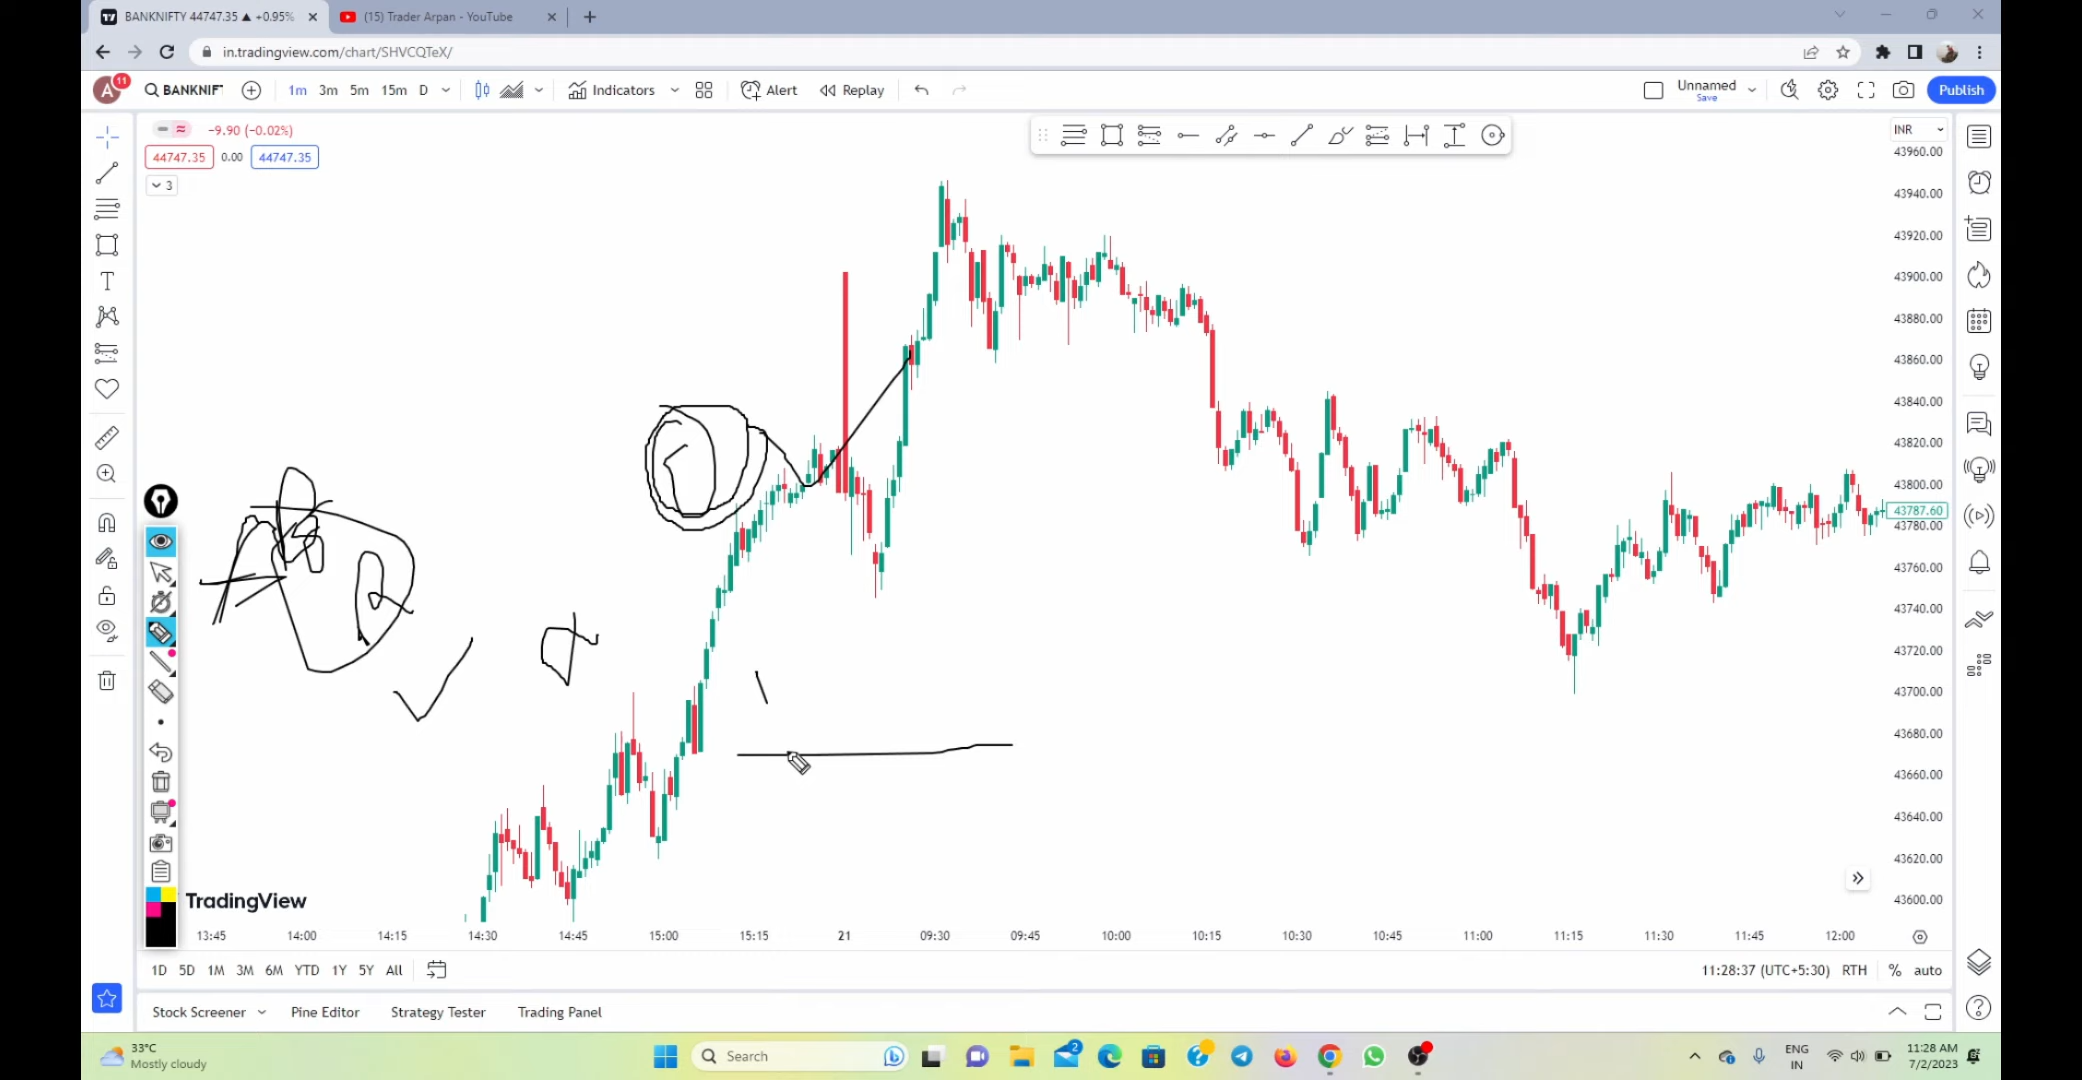 BANKNIFTY 44747.35 ▲ +0.95%
(15) Trader Arpan - YouTube
in.tradingview.com/chart/SHVCQTeX/
A 11 BANKNIF 1m 3m 5m 15m D Indicators Alert Replay Unnamed Save Publish
−9.90 (−0.02%)
44747.35 0.00 44747.35
3
INR
43960.00
43940.00
43920.00
43900.00
43880.00
43860.00
43840.00
43820.00
43800.00
43787.60
43780.00
43760.00
43740.00
43720.00
43700.00
43680.00
43660.00
43640.00
43620.00
43600.00
TradingView
13:45 14:00 14:15 14:30 14:45 15:00 15:15 21 09:30 09:45 10:00 10:15 10:30 10:45 11:00 11:15 11:30 11:45 12:00
1D 5D 1M 3M 6M YTD 1Y 5Y All 11:28:37 (UTC+5:30) RTH % auto
Stock Screener Pine Editor Strategy Tester Trading Panel
33°C
Mostly cloudy
Search
2
ENG
IN
11:28 AM
7/2/2023